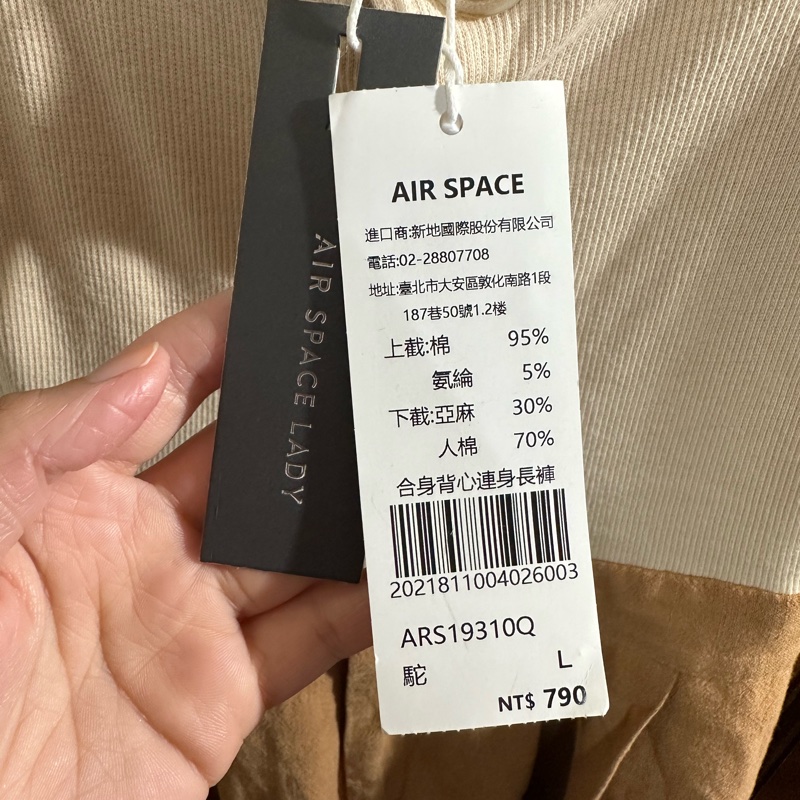 AIR SPACE LADY
AIR SPACE
進口商:新地國際股份有限公司
電話:02-28807708
地址:臺北市大安區敦化南路1段
187巷50號1.2楼
上截:棉 95%
氨綸 5%
下截:亞麻 30%
人棉 70%
合身背心連身長褲
2021811004026003
ARS19310Q
駝 L
NT$ 790